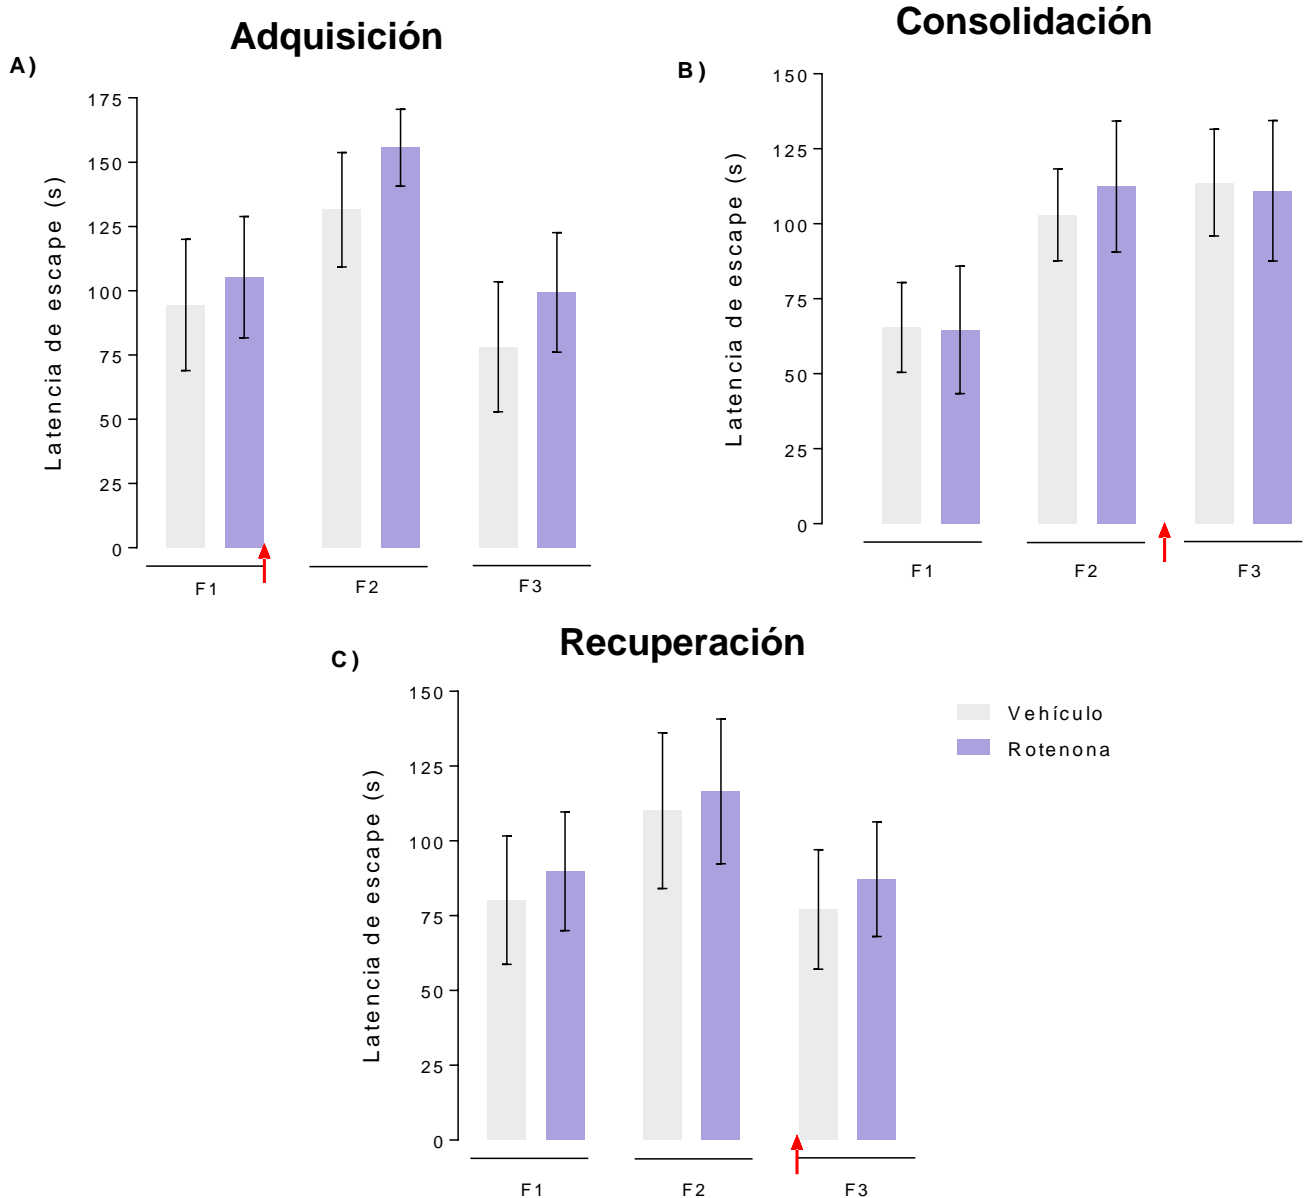 Adquisición
A)
Latencia de escape (s)
175
150
125
100
75
50
25
0
F1
F2
F3
Consolidación
B)
Latencia de escape (s)
150
125
100
75
50
25
0
F1
F2
F3
Recuperación
C)
Latencia de escape (s)
150
125
100
75
50
25
0
F1
F2
F3
Vehículo
Rotenona